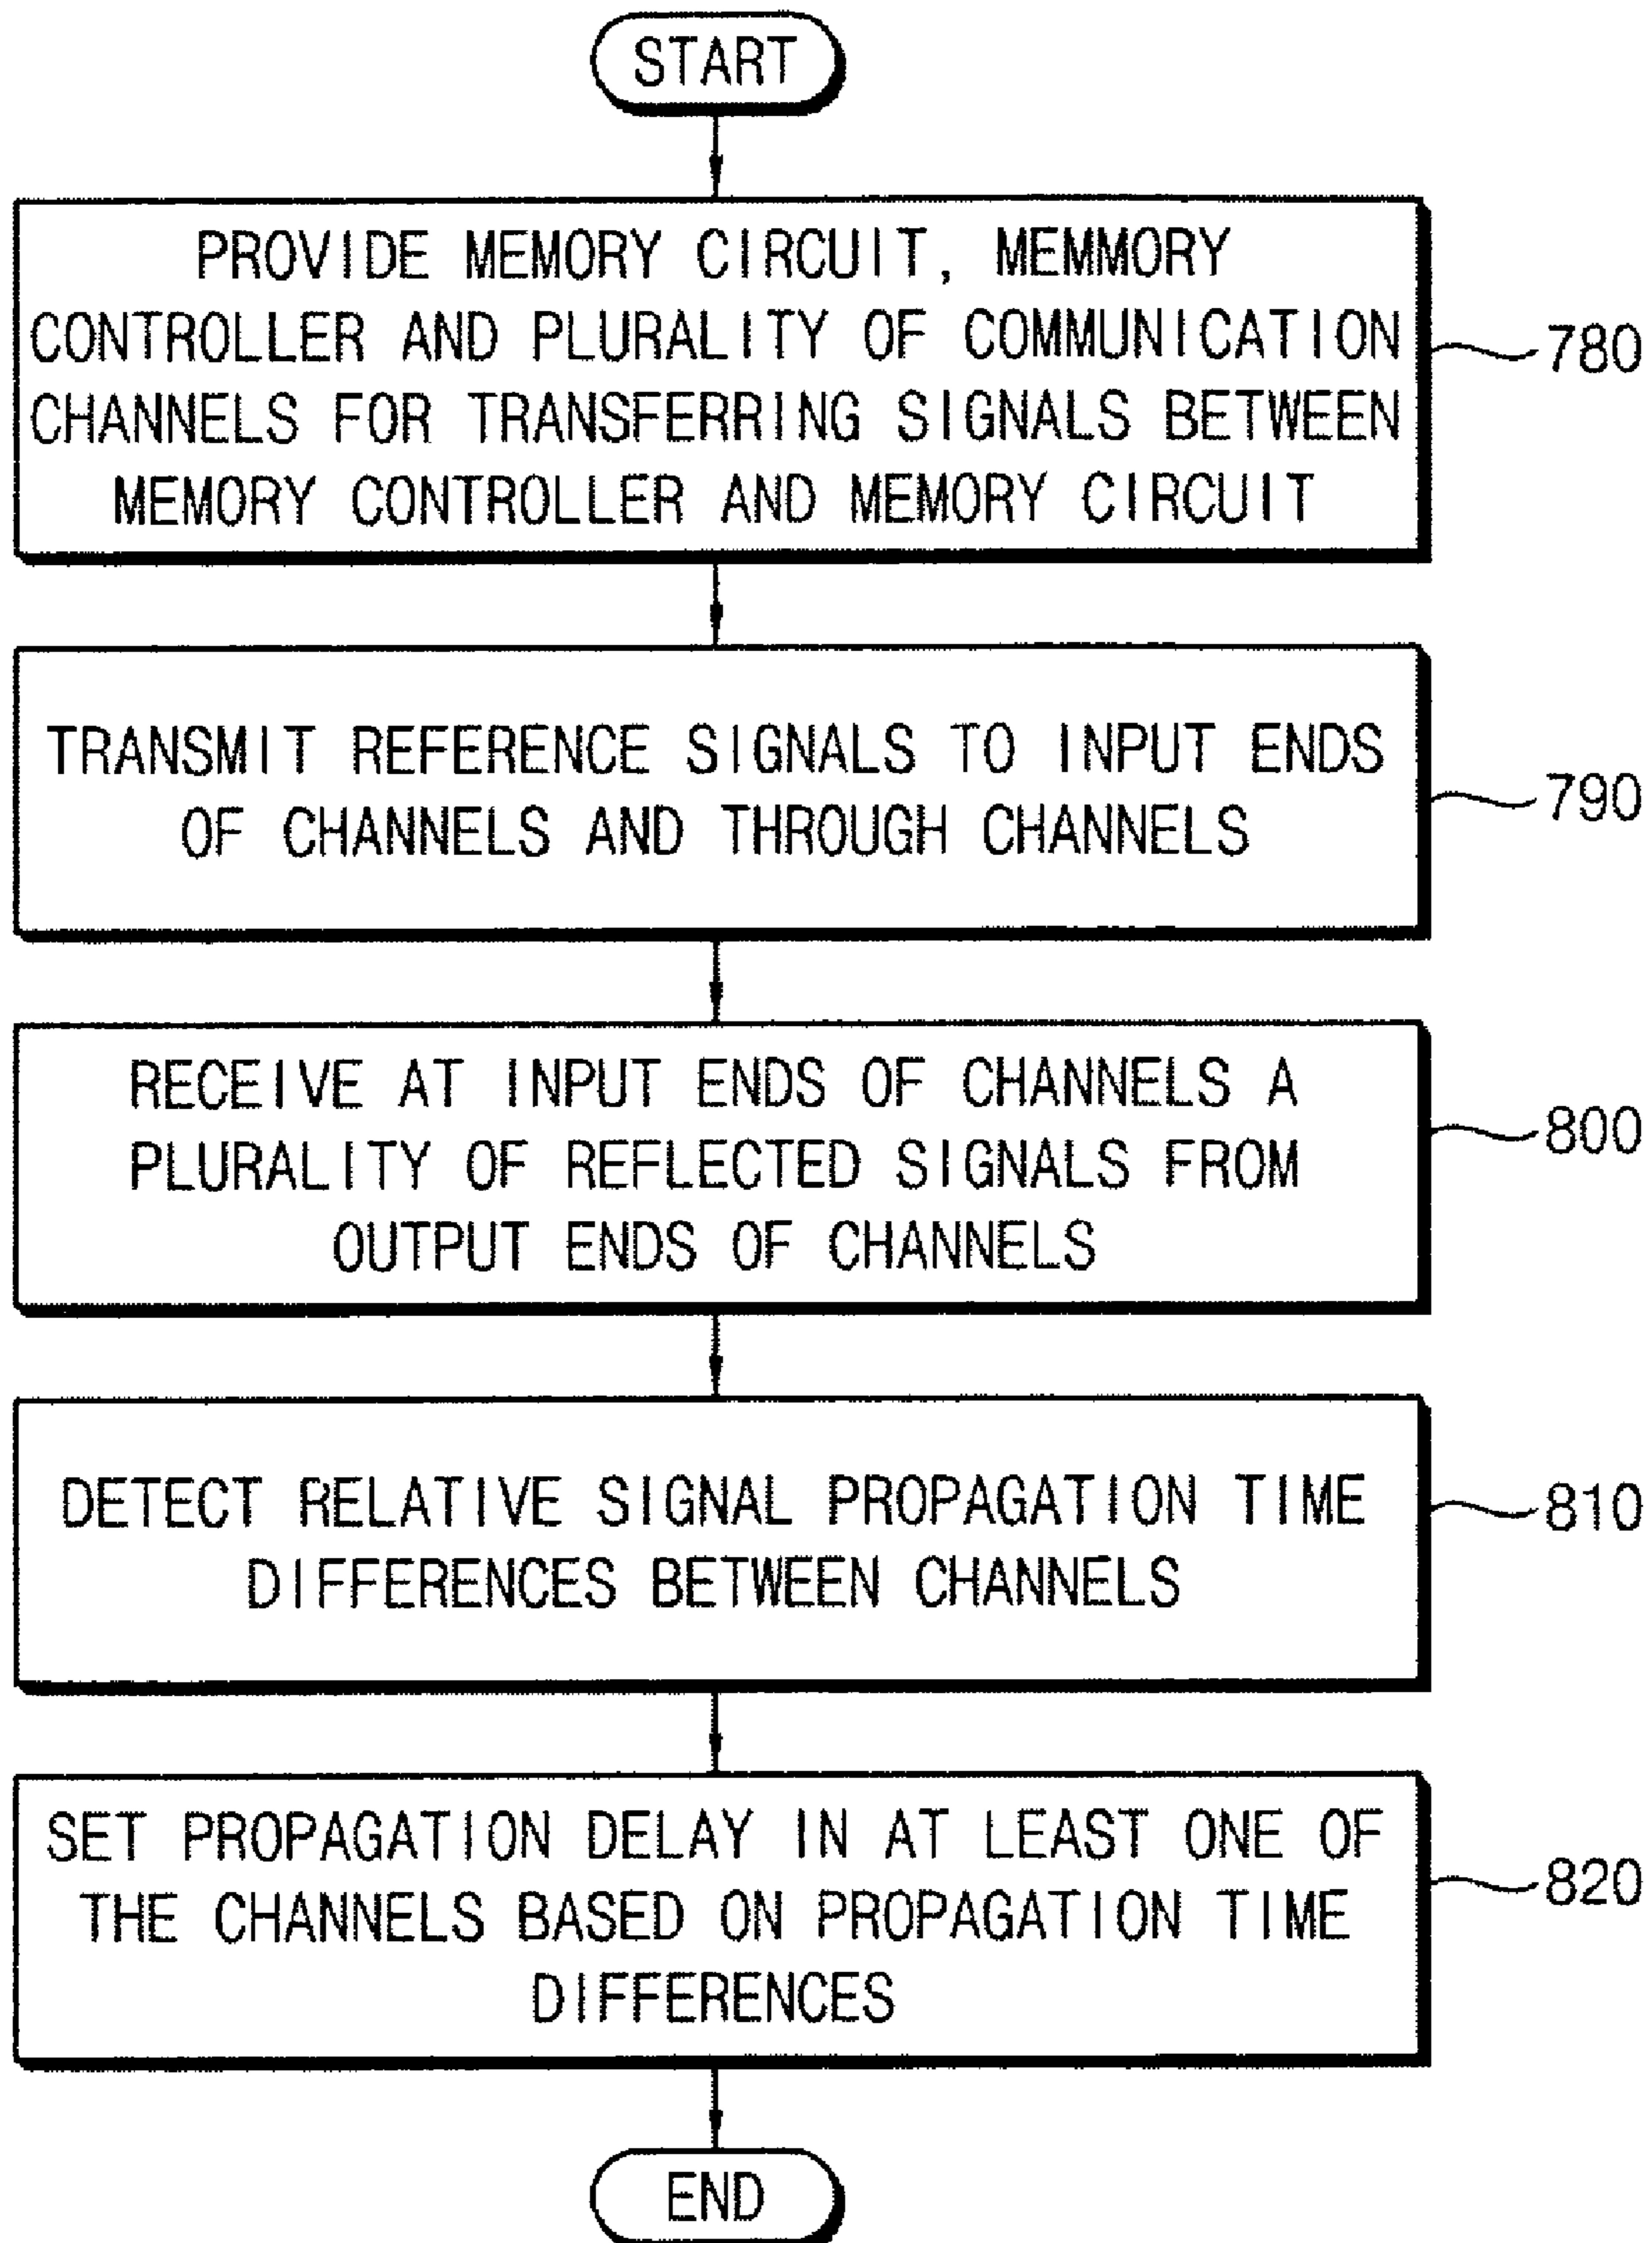 START
PROVIDE MEMORY CIRCUIT, MEMMORY
CONTROLLER AND PLURALITY OF COMMUNICATION
CHANNELS FOR TRANSFERRING SIGNALS BETWEEN
MEMORY CONTROLLER AND MEMORY CIRCUIT
780
TRANSMIT REFERENCE SIGNALS TO INPUT ENDS
OF CHANNELS AND THROUGH CHANNELS
790
RECEIVE AT INPUT ENDS OF CHANNELS A
PLURALITY OF REFLECTED SIGNALS FROM
OUTPUT ENDS OF CHANNELS
800
DETECT RELATIVE SIGNAL PROPAGATION TIME
DIFFERENCES BETWEEN CHANNELS
810
SET PROPAGATION DELAY IN AT LEAST ONE OF
THE CHANNELS BASED ON PROPAGATION TIME
DIFFERENCES
820
END